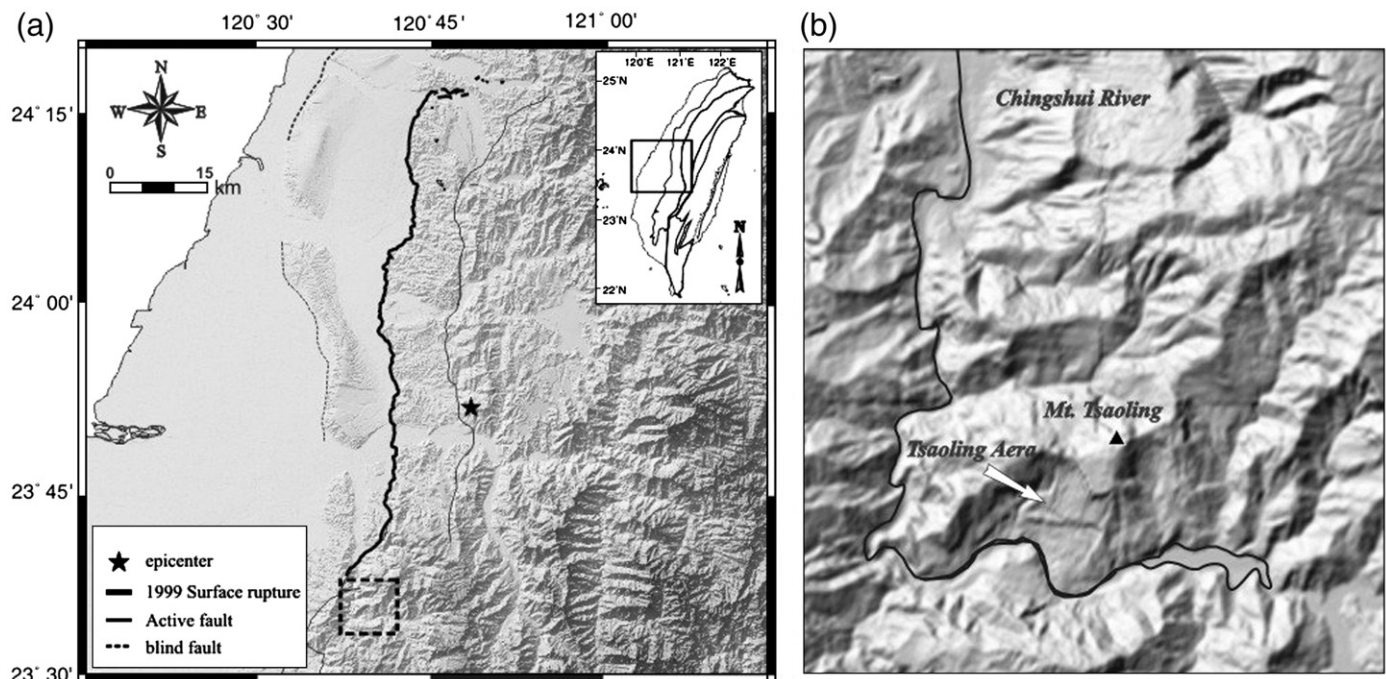 (a)
120° 30'
120° 45'
121° 00'
24° 15'
24° 00'
23° 45'
23° 30'
N
W
E
S
0
15
km
120°E
121°E
122°E
25°N
24°N
23°N
22°N
N
epicenter
1999 Surface rupture
Active fault
blind fault
(b)
Chingshui River
Mt. Tsaoling
Tsaoling Aera